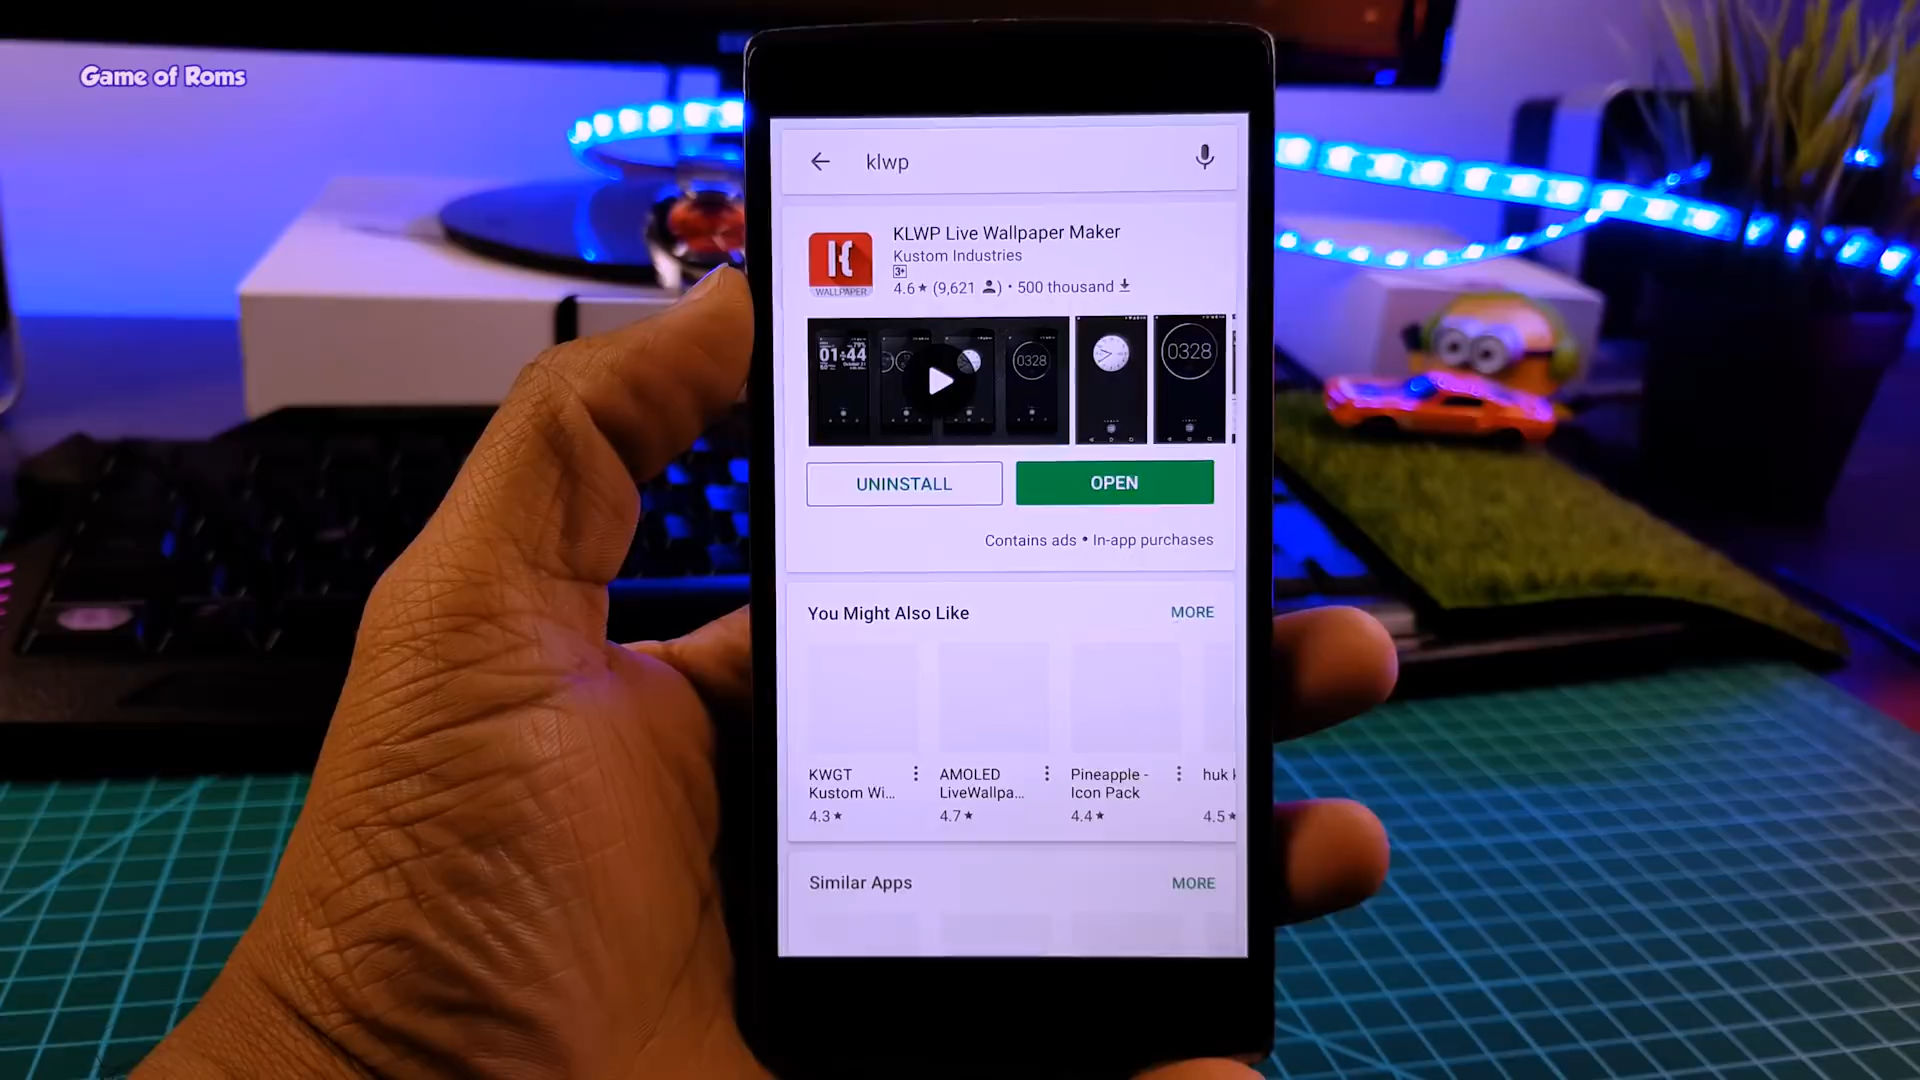 Game of Roms
klwp
KLWP Live Wallpaper Maker
Kustom Industries
3+
4.6★ (9,621 ) • 500 thousand
WALLPAPER
01:44
0328
0328
UNINSTALL
OPEN
Contains ads • In-app purchases
You Might Also Like
MORE
KWGT
Kustom Wi...
4.3★
AMOLED
LiveWallpa...
4.7★
Pineapple -
Icon Pack
4.4★
huk
4.5★
Similar Apps
MORE